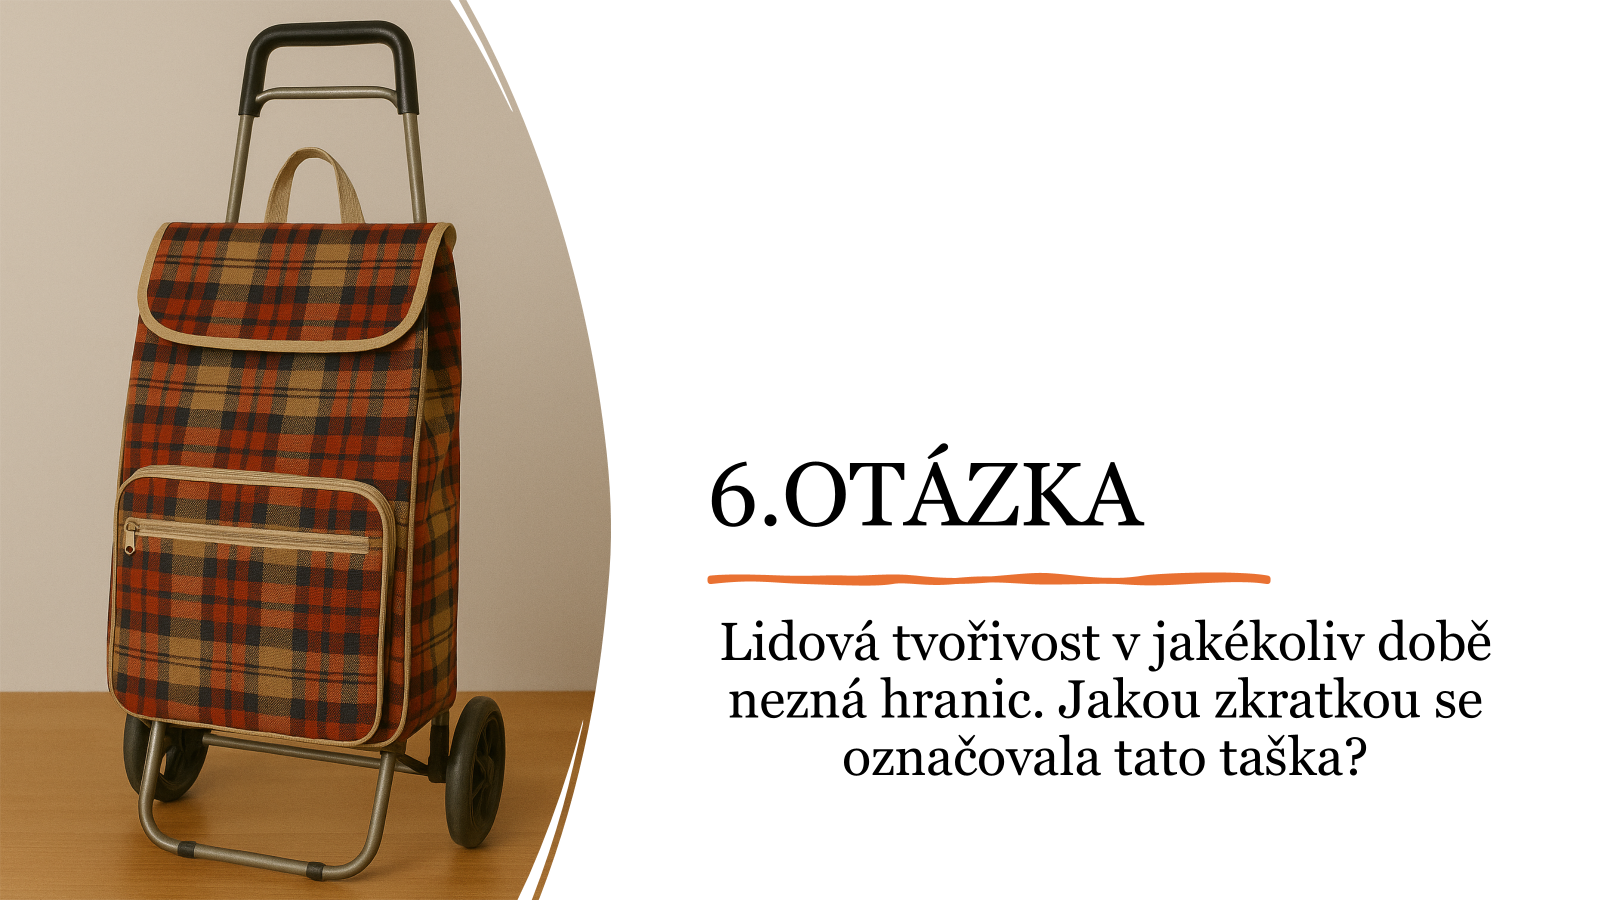 6.OTÁZKA
Lidová tvořivost v jakékoliv době
nezná hranic. Jakou zkratkou se
označovala tato taška?